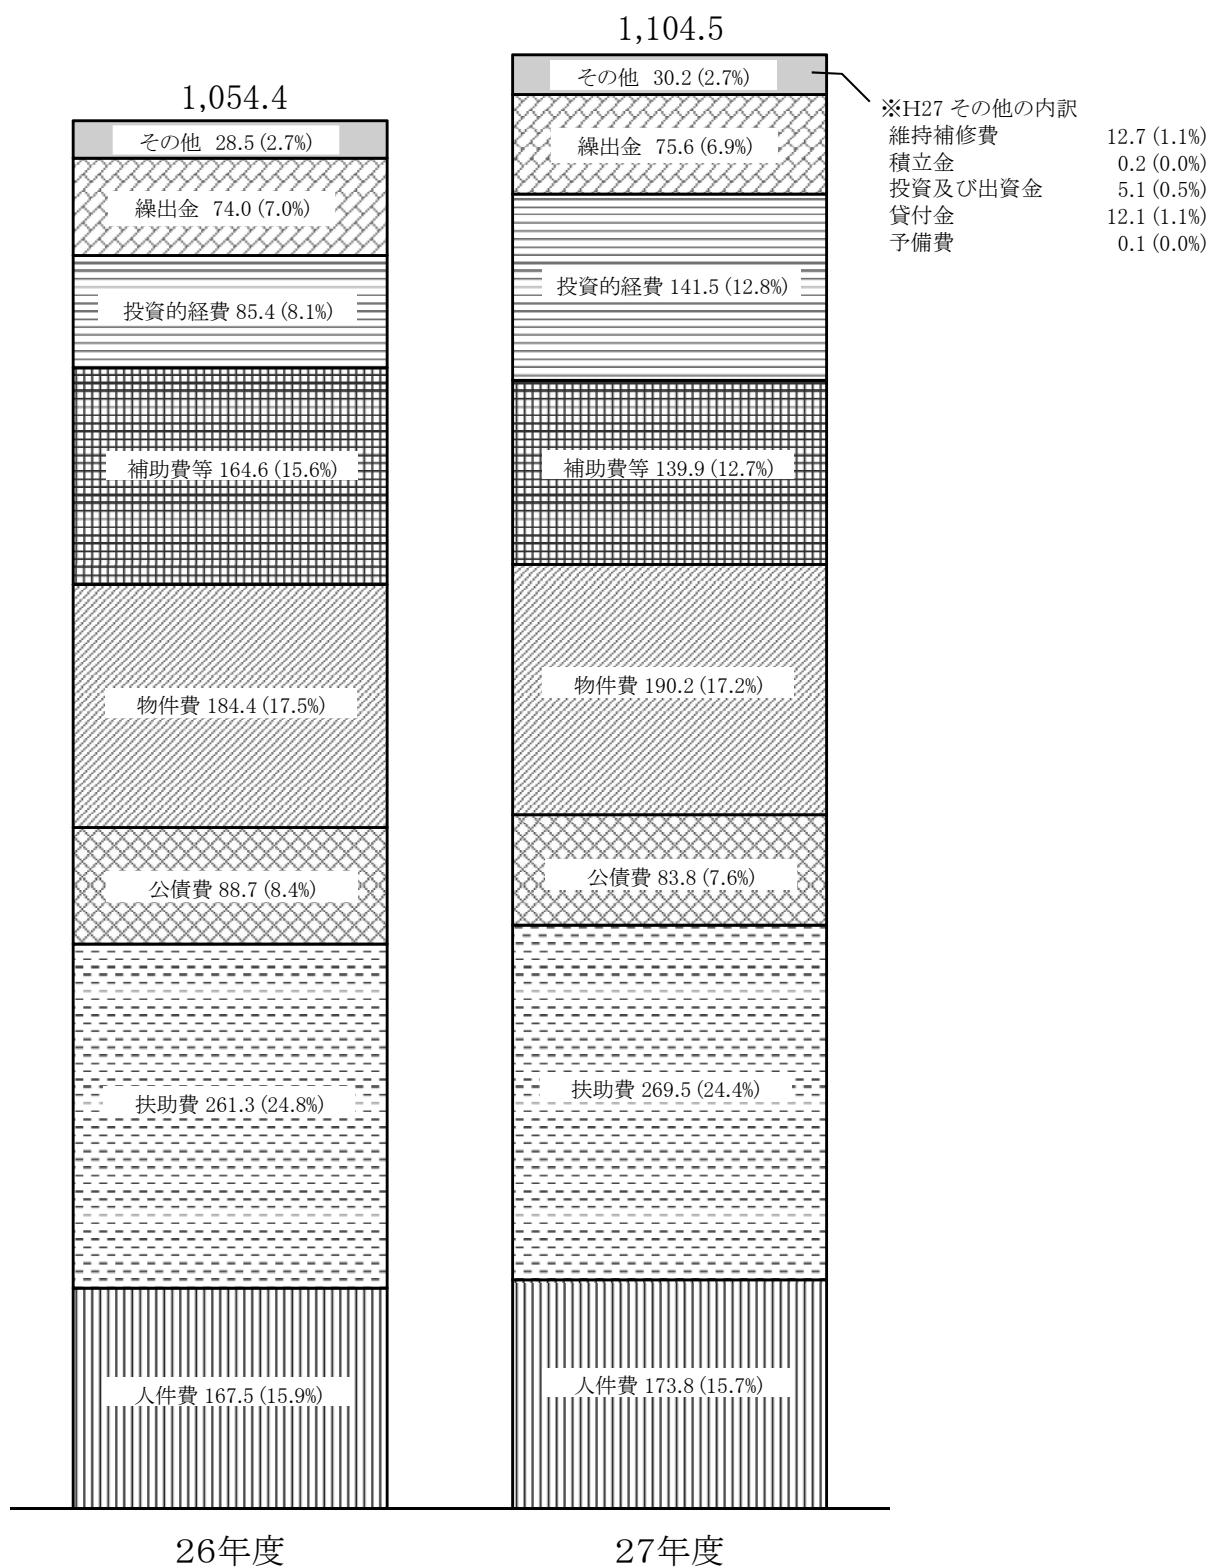 1,104.5
1,054.4
その他 28.5 (2.7%)
繰出金 74.0 (7.0%)
投資的経費 85.4 (8.1%)
補助費等 164.6 (15.6%)
物件費 184.4 (17.5%)
公債費 88.7 (8.4%)
扶助費 261.3 (24.8%)
人件費 167.5 (15.9%)
26年度
その他 30.2 (2.7%)
繰出金 75.6 (6.9%)
投資的経費 141.5 (12.8%)
補助費等 139.9 (12.7%)
物件費 190.2 (17.2%)
公債費 83.8 (7.6%)
扶助費 269.5 (24.4%)
人件費 173.8 (15.7%)
27年度
※H27 その他の内訳
維持補修費 12.7 (1.1%)
積立金 0.2 (0.0%)
投資及び出資金 5.1 (0.5%)
貸付金 12.1 (1.1%)
予備費 0.1 (0.0%)